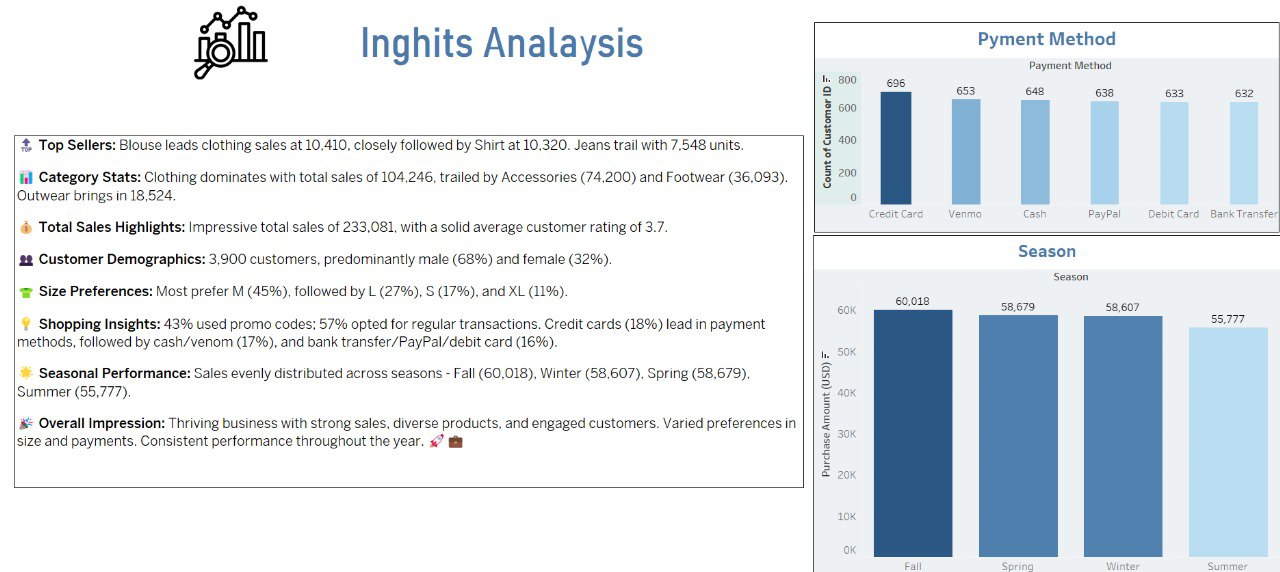 Inghits Analaysis
Top Sellers: Blouse leads clothing sales at 10,410, closely followed by Shirt at 10,320. Jeans trail with 7,548 units.
Category Stats: Clothing dominates with total sales of 104,246, trailed by Accessories (74,200) and Footwear (36,093).
Outwear brings in 18,524.
Total Sales Highlights: Impressive total sales of 233,081, with a solid average customer rating of 3.7.
Customer Demographics: 3,900 customers, predominantly male (68%) and female (32%).
Size Preferences: Most prefer M (45%), followed by L (27%), S (17%), and XL (11%).
Shopping Insights: 43% used promo codes; 57% opted for regular transactions. Credit cards (18%) lead in payment
methods, followed by cash/venom (17%), and bank transfer/PayPal/debit card (16%).
Seasonal Performance: Sales evenly distributed across seasons - Fall (60,018), Winter (58,607), Spring (58,679),
Summer (55,777).
Overall Impression: Thriving business with strong sales, diverse products, and engaged customers. Varied preferences in
size and payments. Consistent performance throughout the year.
TOP
Pyment Method
Payment Method
Count of Customer ID
800
600
400
200
0
696 653 648 638 633 632
Credit Card Venmo Cash PayPal Debit Card Bank Transfer
Season
Season
Purchase Amount (USD)
60K
50K
40K
30K
20K
10K
0K
60,018 58,679 58,607 55,777
Fall Spring Winter Summer